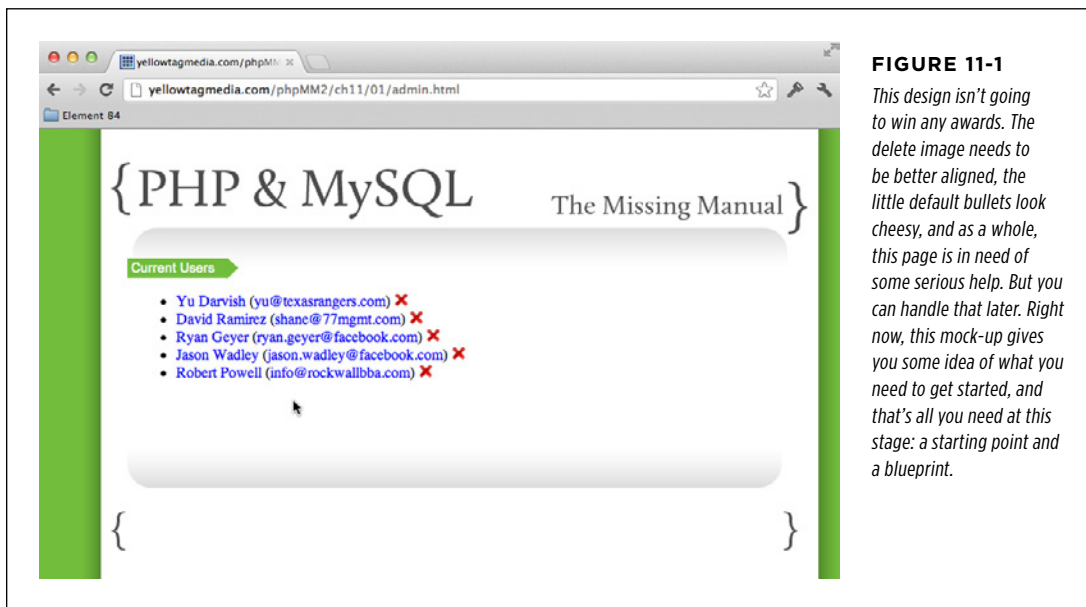 yellowtagmedia.com/phpMM
yellowtagmedia.com/phpMM2/ch11/01/admin.html
Element 84
{PHP & MySQL
The Missing Manual}
Current Users
• Yu Darvish (yu@texasrangers.com)
• David Ramirez (shane@77mgmt.com)
• Ryan Geyer (ryan.geyer@facebook.com)
• Jason Wadley (jason.wadley@facebook.com)
• Robert Powell (info@rockwallbba.com)
{ }
FIGURE 11-1
This design isn’t going
to win any awards. The
delete image needs to
be better aligned, the
little default bullets look
cheesy, and as a whole,
this page is in need of
some serious help. But you
can handle that later. Right
now, this mock-up gives
you some idea of what you
need to get started, and
that’s all you need at this
stage: a starting point and
a blueprint.